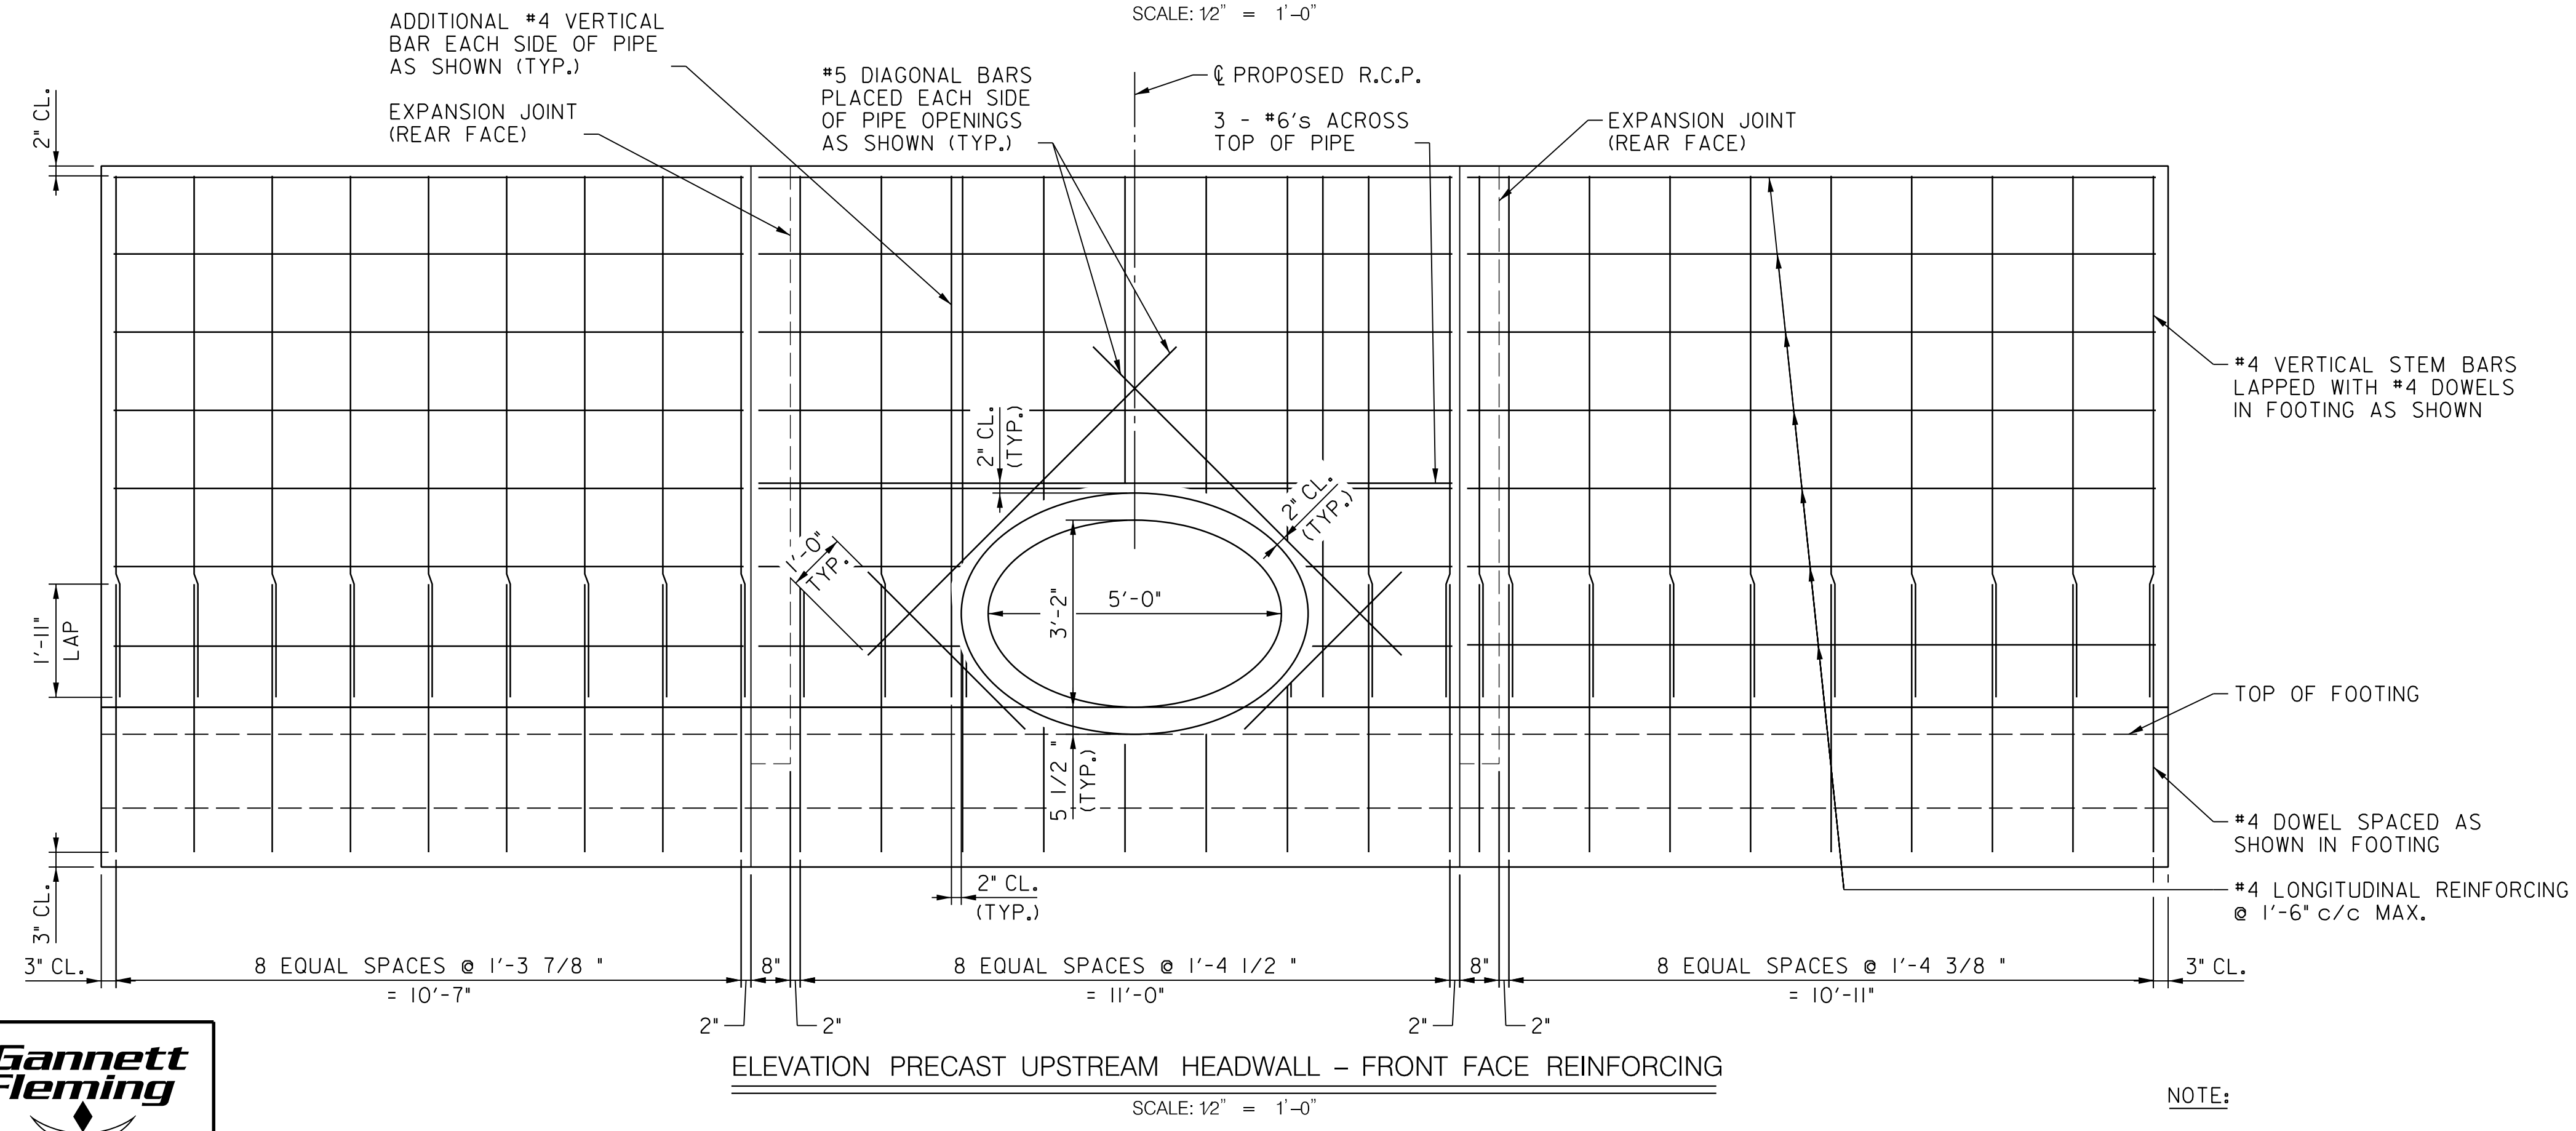 SCALE: 1/2" = 1'-0"
ADDITIONAL #4 VERTICAL
BAR EACH SIDE OF PIPE
AS SHOWN (TYP.)
EXPANSION JOINT
(REAR FACE)
#5 DIAGONAL BARS
PLACED EACH SIDE
OF PIPE OPENINGS
AS SHOWN (TYP.)
℄ PROPOSED R.C.P.
3 - #6's ACROSS
TOP OF PIPE
EXPANSION JOINT
(REAR FACE)
2" CL.
#4 VERTICAL STEM BARS
LAPPED WITH #4 DOWELS
IN FOOTING AS SHOWN
2" CL.
(TYP.)
2" CL.
(TYP.)
1'-0"
TYP.
5'-0"
3'-2"
1'-11"
LAP
TOP OF FOOTING
5 1/2 "
(TYP.)
#4 DOWEL SPACED AS
SHOWN IN FOOTING
#4 LONGITUDINAL REINFORCING
@ 1'-6" c/c MAX.
2" CL.
(TYP.)
3" CL.
3" CL.
8 EQUAL SPACES @ 1'-3 7/8 "
= 10'-7"
8"
8 EQUAL SPACES @ 1'-4 1/2 "
= 11'-0"
8"
8 EQUAL SPACES @ 1'-4 3/8 "
= 10'-11"
3" CL.
2"
2"
2"
2"
Gannett
Fleming
ELEVATION PRECAST UPSTREAM HEADWALL – FRONT FACE REINFORCING
SCALE: 1/2" = 1'-0"
NOTE: